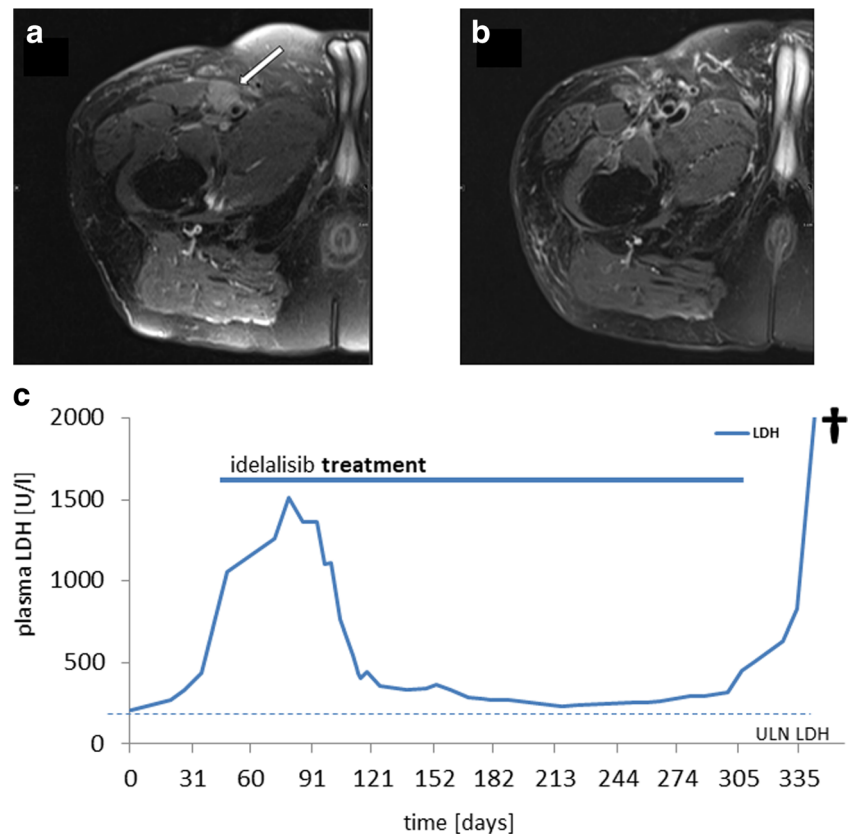 a
b
c
2000
1500
1000
500
0
plasma LDH [U/l]
idelalisib treatment
LDH
ULN LDH
0 31 60 91 121 152 182 213 244 274 305 335
time [days]